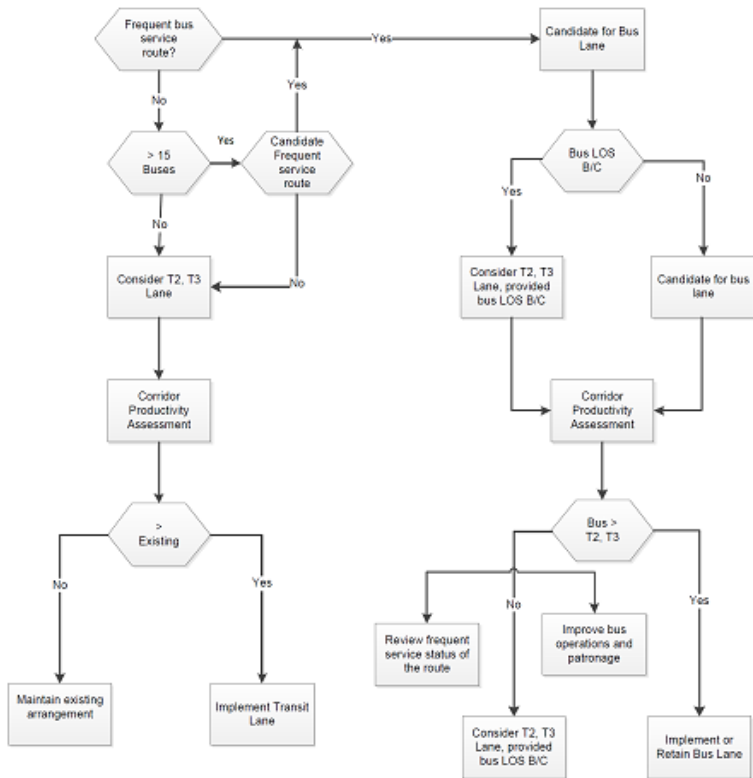 Frequent bus
service
route?
Yes
Candidate for Bus
Lane
No
Yes
> 15
Buses
Yes
Candidate
Frequent
service
route
Bus LOS
B/C
Yes
No
No
Consider T2, T3
Lane
No
Consider T2, T3
Lane, provided
bus LOS B/C
Candidate for bus
lane
Corridor
Productivity
Assessment
Corridor
Productivity
Assessment
>
Existing
Bus >
T2, T3
No
Yes
No
Yes
Review frequent
service status of
the route
Improve bus
operations and
patronage
Maintain existing
arrangement
Implement Transit
Lane
Consider T2, T3
Lane, provided
bus LOS B/C
Implement or
Retain Bus Lane